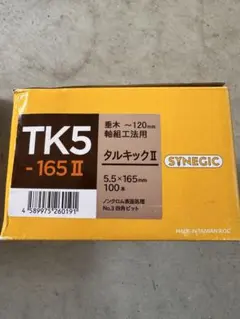 垂木 ～120mm
軸組工法用
TK5
-165Ⅱ
タルキックⅡ
SYNEGIC
5.5×165mm
100本
ノンクロム表面処理
No.3 四角ビット
4 589975 260191
MADE IN TAIWAN R.O.C